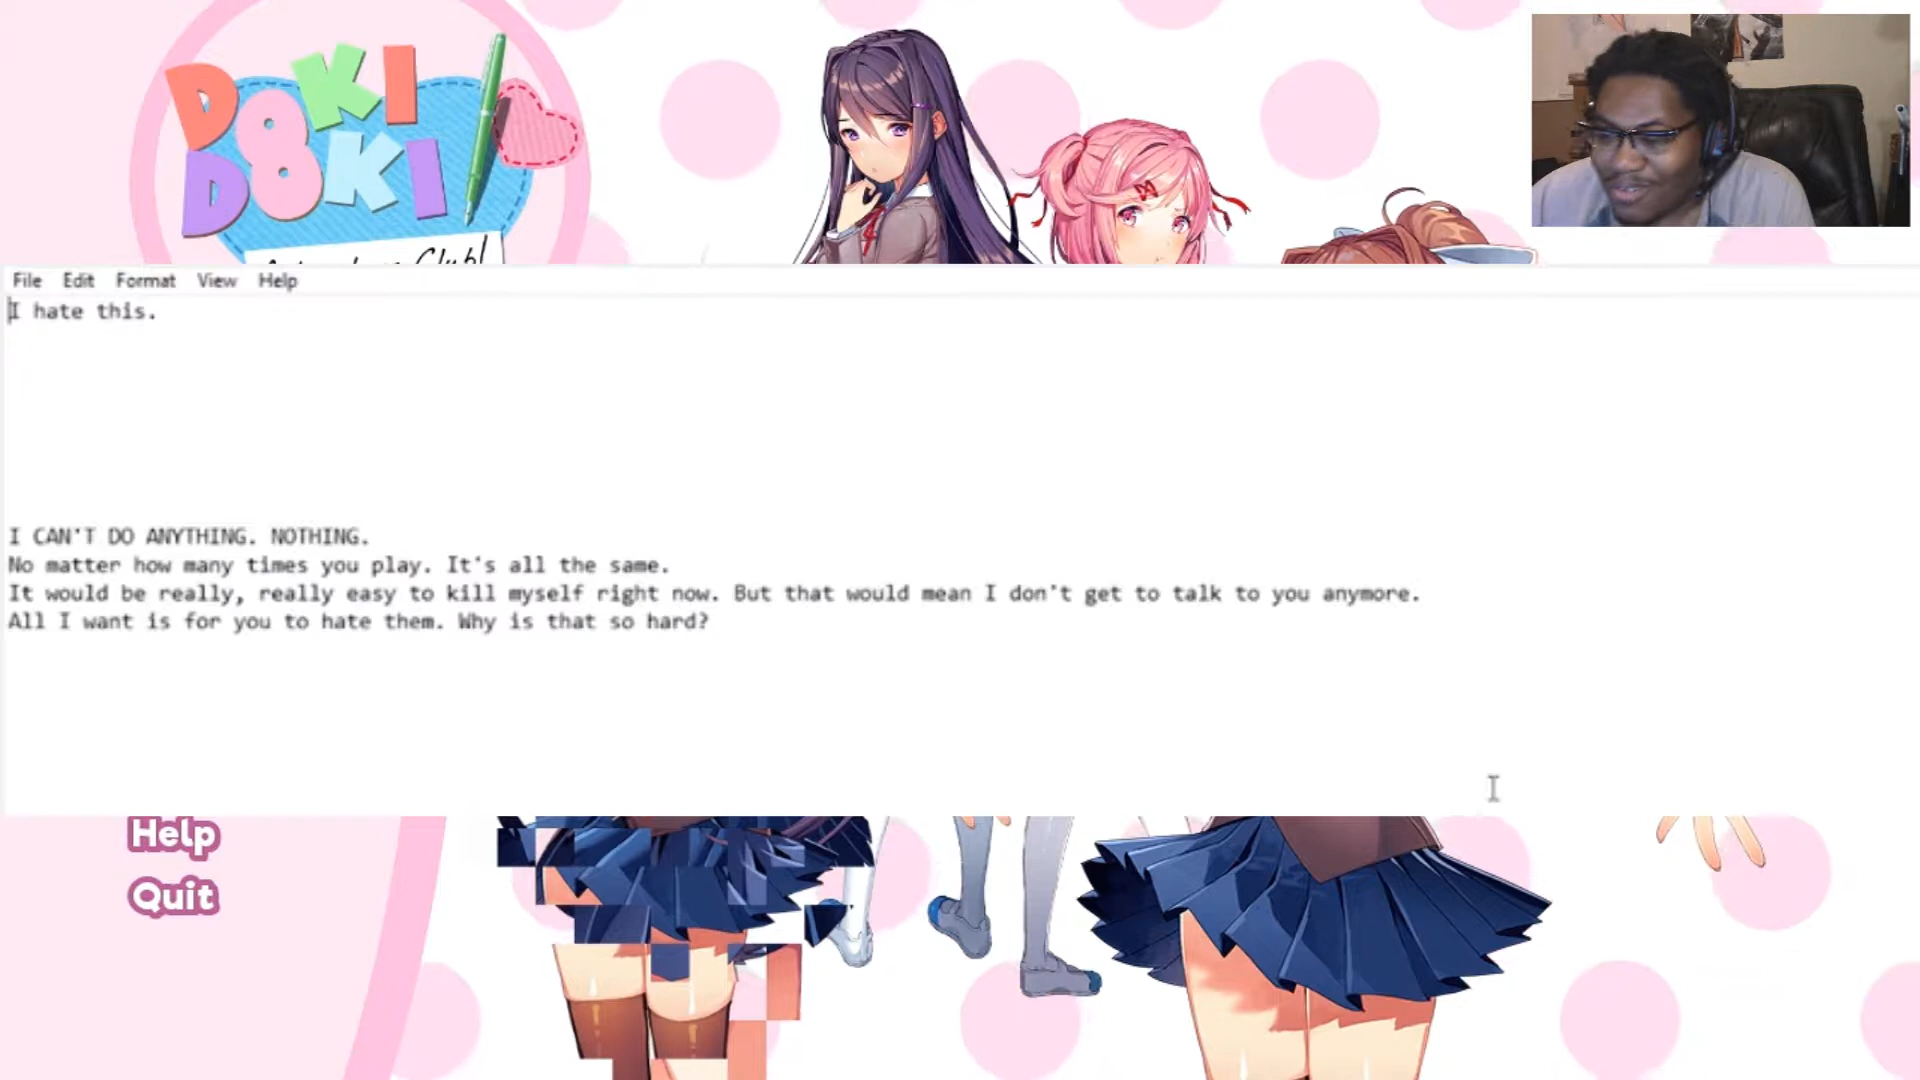 DOKI
DOKI
Club!
File Edit Format View Help
I hate this.
I CAN'T DO ANYTHING. NOTHING.
No matter how many times you play. It's all the same.
It would be really, really easy to kill myself right now. But that would mean I don't get to talk to you anymore.
All I want is for you to hate them. Why is that so hard?
Help
Quit